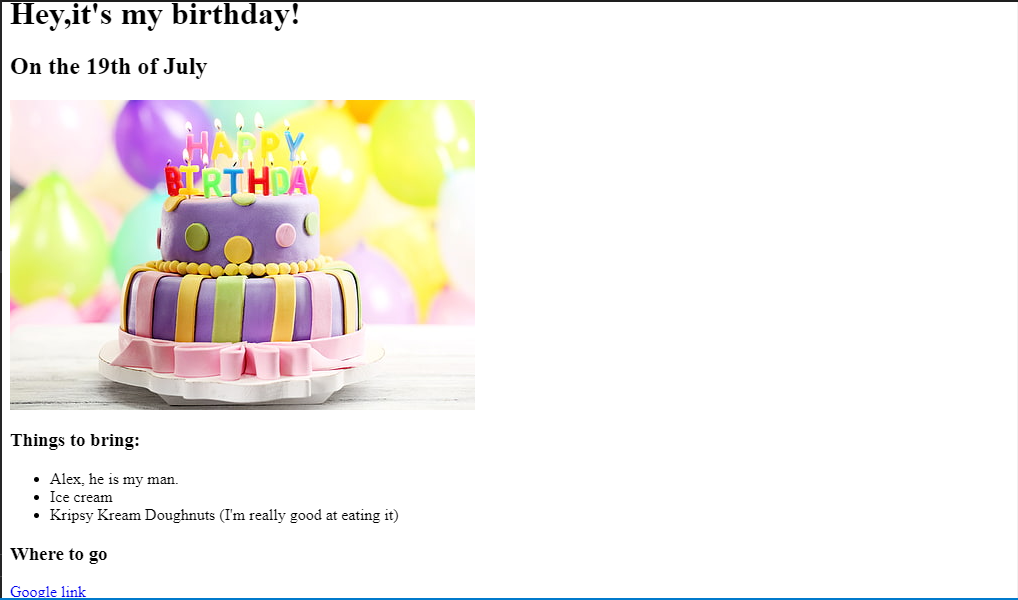 Hey,it's my birthday!
On the 19th of July
HAPPY
BIRTHDAY
Things to bring:
Alex, he is my man.
Ice cream
Kripsy Kream Doughnuts (I'm really good at eating it)
Where to go
Google link